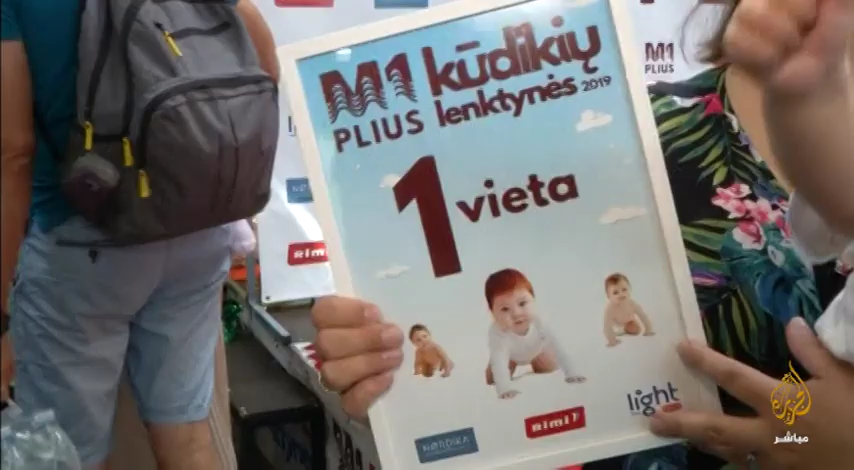 M1 kūdikių
PLIUS lenktynės 2019
1 vieta
M1
PLIUS
Rimi
NORDIKA
Rimi
light
مباشر